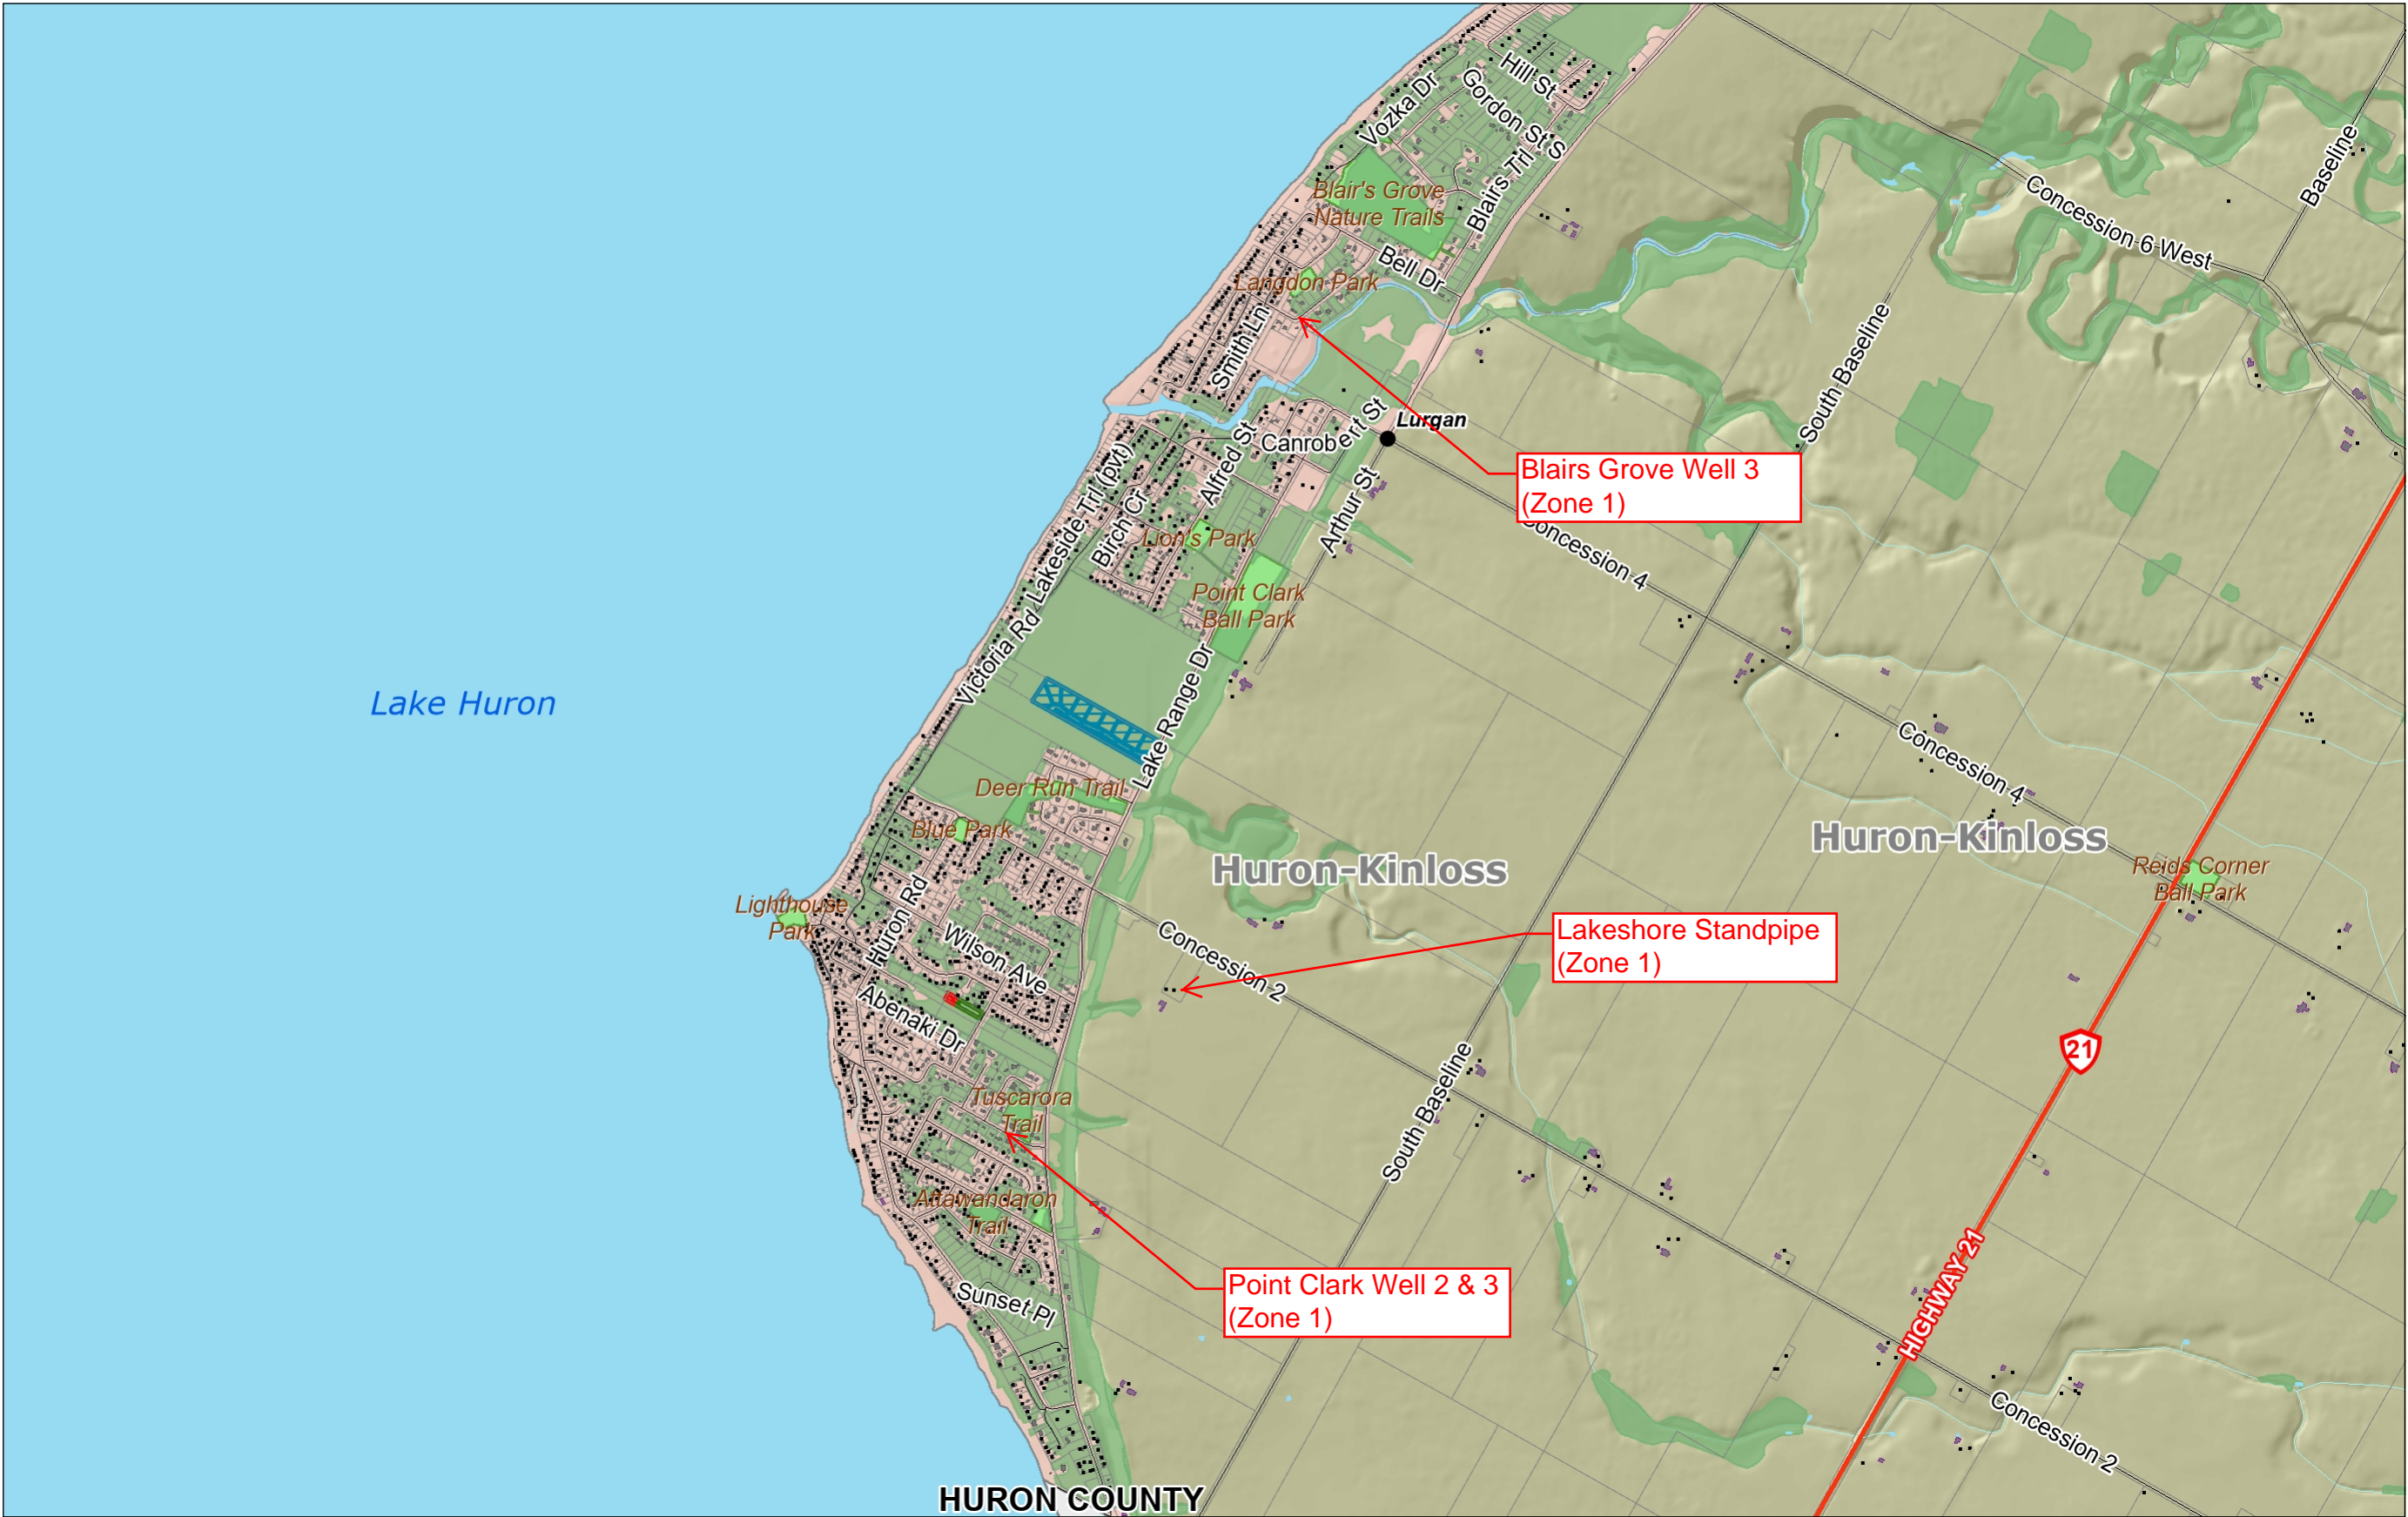 Hill St
Vozka Dr
Gordon St S
Baseline
Blair's Grove
Nature Trails
Blairs Trl
Concession 6 West
Bell Dr
Langdon Park
Smith Ln
South Baseline
Lurgan
Canrobert St
Alfred St
Blairs Grove Well 3
(Zone 1)
Lakeside Trl (pvt)
Birch Cr
Arthur St
Lion's Park
Concession 4
Point Clark
Ball Park
Victoria Rd
Lake Huron
Lake Range Dr
Concession 4
Deer Run Trail
Blue Park
Huron-Kinloss
Huron-Kinloss
Reids Corner
Ball Park
Lighthouse
Park
Huron Rd
Wilson Ave
Concession 2
Lakeshore Standpipe
(Zone 1)
Abenaki Dr
21
Tuscarora
Trail
South Baseline
Attawandaron
Trail
HIGHWAY 21
Point Clark Well 2 & 3
(Zone 1)
Sunset Pl
Concession 2
HURON COUNTY